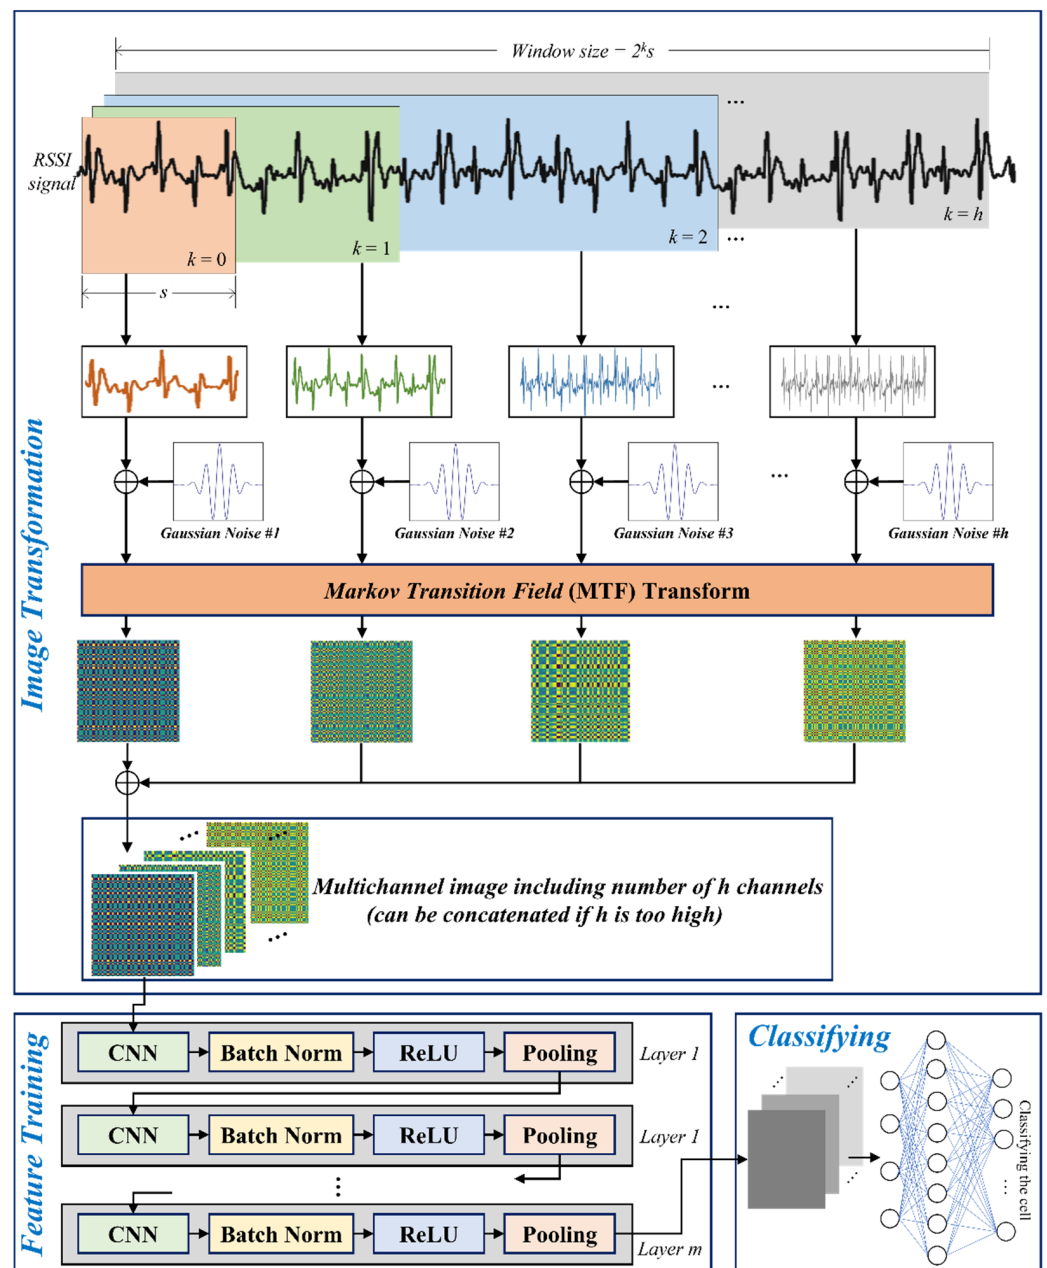 Window size − 2ᵏs
...
RSSI
signal
k = 0
k = 1
k = 2
...
k = h
s
...
...
...
Gaussian Noise #1
Gaussian Noise #2
Gaussian Noise #3
Gaussian Noise #h
Image Transformation
Markov Transition Field (MTF) Transform
...
...
Multichannel image including number of h channels
(can be concatenated if h is too high)
...
Feature Training
CNN
Batch Norm
ReLU
Pooling
Layer 1
CNN
Batch Norm
ReLU
Pooling
Layer 1
...
CNN
Batch Norm
ReLU
Pooling
Layer m
Classifying
...
...
Classifying the cell
...